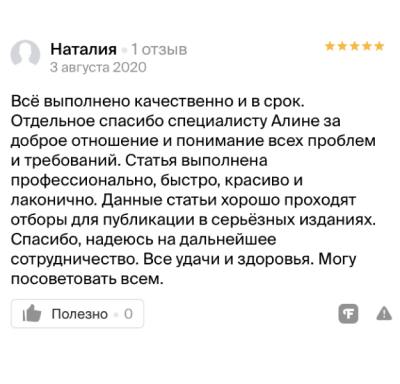 Наталия 1 отзыв
3 августа 2020
Всё выполнено качественно и в срок.
Отдельное спасибо специалисту Алине за
доброе отношение и понимание всех проблем
и требований. Статья выполнена
профессионально, быстро, красиво и
лаконично. Данные статьи хорошо проходят
отборы для публикации в серьёзных изданиях.
Спасибо, надеюсь на дальнейшее
сотрудничество. Все удачи и здоровья. Могу
посоветовать всем.
Полезно 0